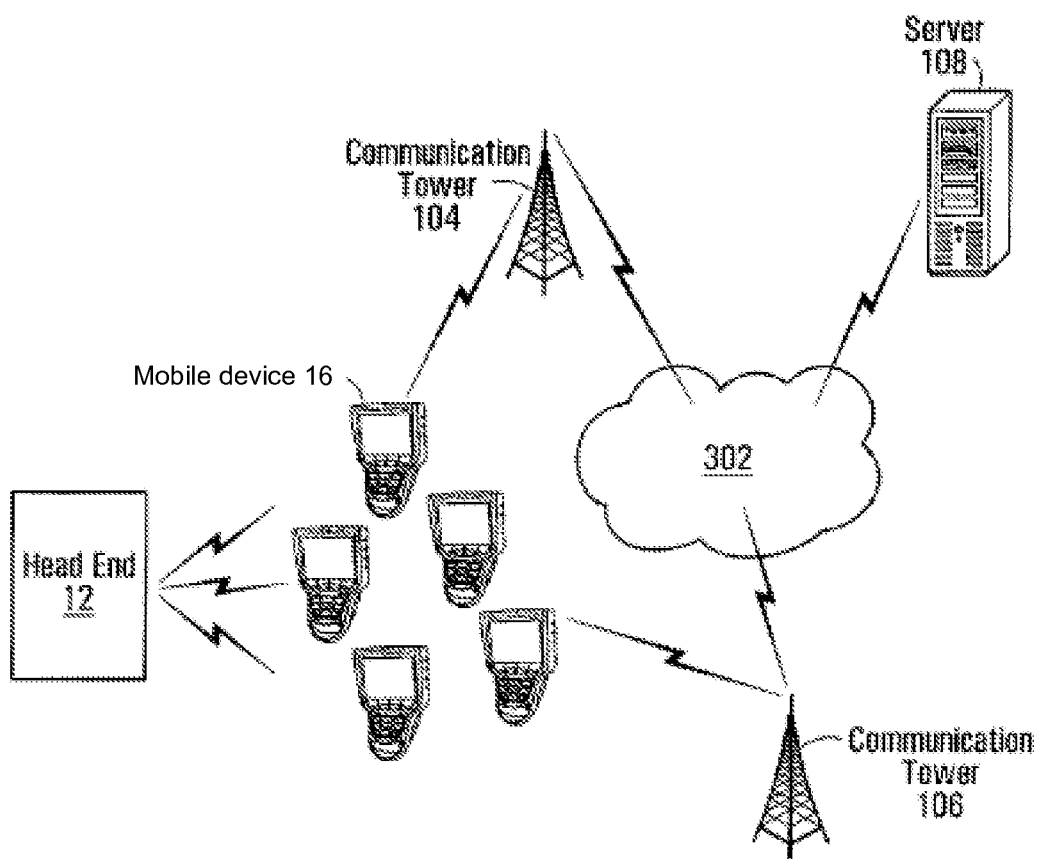 Server
108
Communication
Tower
104
Mobile device 16
302
Head End
12
Communication
Tower
106